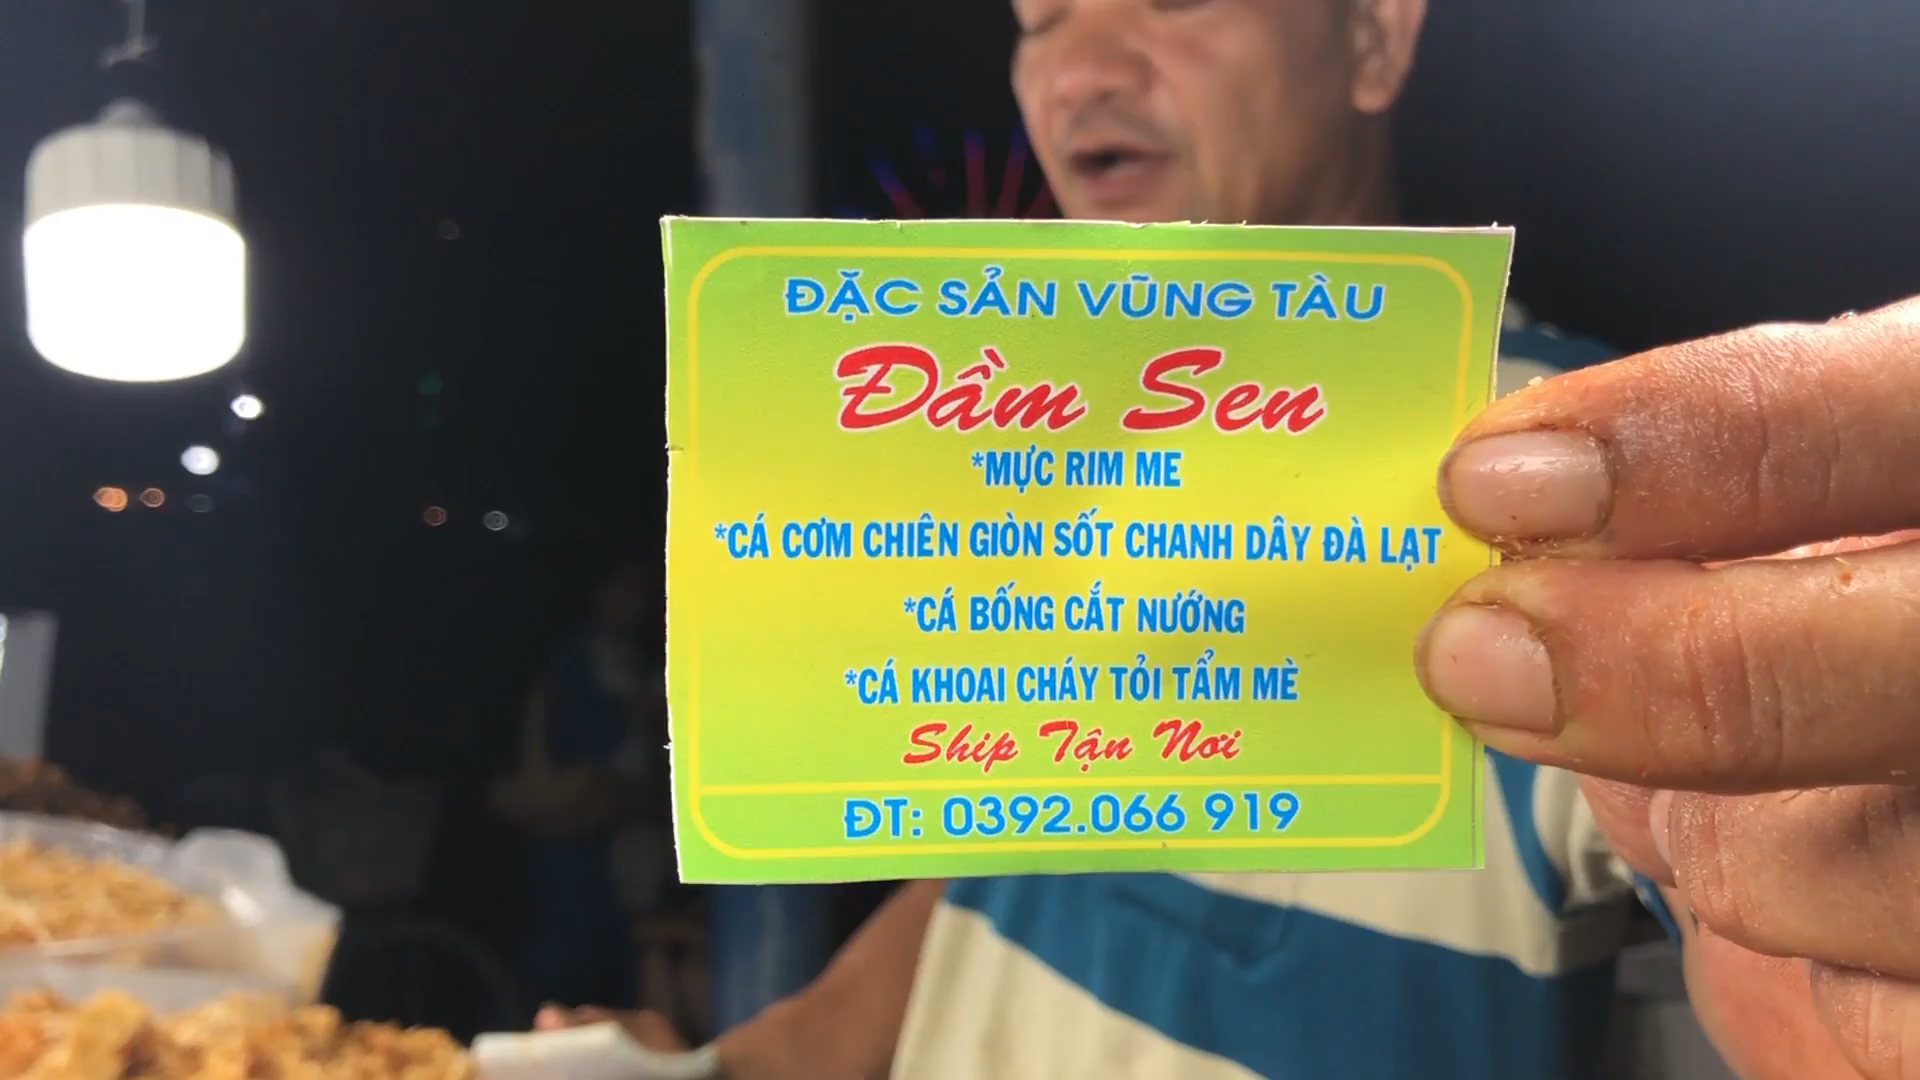 ĐẶC SẢN VŨNG TÀU
Đầm Sen
*MỰC RIM ME
*CÁ CƠM CHIÊN GIÒN SỐT CHANH DÂY ĐÀ LẠT
*CÁ BỐNG CẮT NƯỚNG
*CÁ KHOAI CHÁY TỎI TẨM MÈ
Ship Tận Nơi
ĐT: 0392.066 919